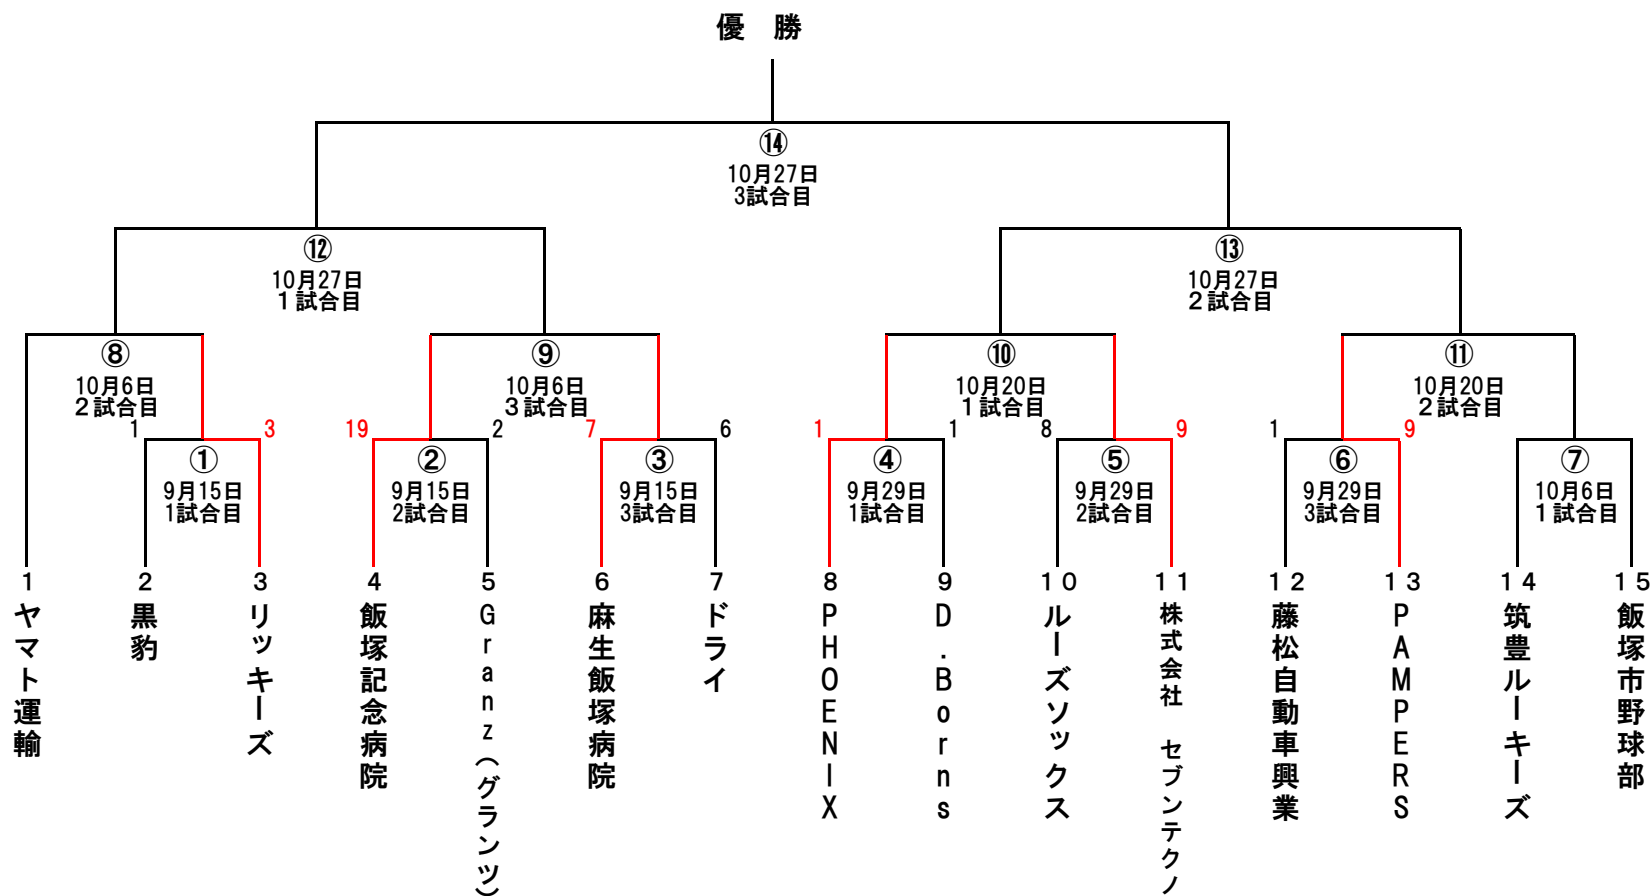 優　勝
⑭
10月27日
3試合目
⑫
10月27日
１試合目
⑬
10月27日
２試合目
⑧
10月6日
２試合目
⑨
10月6日
３試合目
⑩
10月20日
１試合目
⑪
10月20日
２試合目
1 3
①
9月15日
1試合目
19 2
②
9月15日
2試合目
7 6
③
9月15日
3試合目
1 1
④
9月29日
1試合目
8 9
⑤
9月29日
2試合目
1 9
⑥
9月29日
3試合目
⑦
10月6日
１試合目
１
ヤマト運輸
２
黒豹
３
リッキーズ
４
飯塚記念病院
５
Ｇｒａｎｚ（グランツ）
６
麻生飯塚病院
７
ドライ
８
ＰＨＯＥＮＩＸ
９
Ｄ．Ｂｏｒｎｓ
１０
ルーズソックス
１１
株式会社　セブンテクノ
１２
藤松自動車興業
１３
ＰＡＭＰＥＲＳ
１４
筑豊ルーキーズ
１５
飯塚市野球部